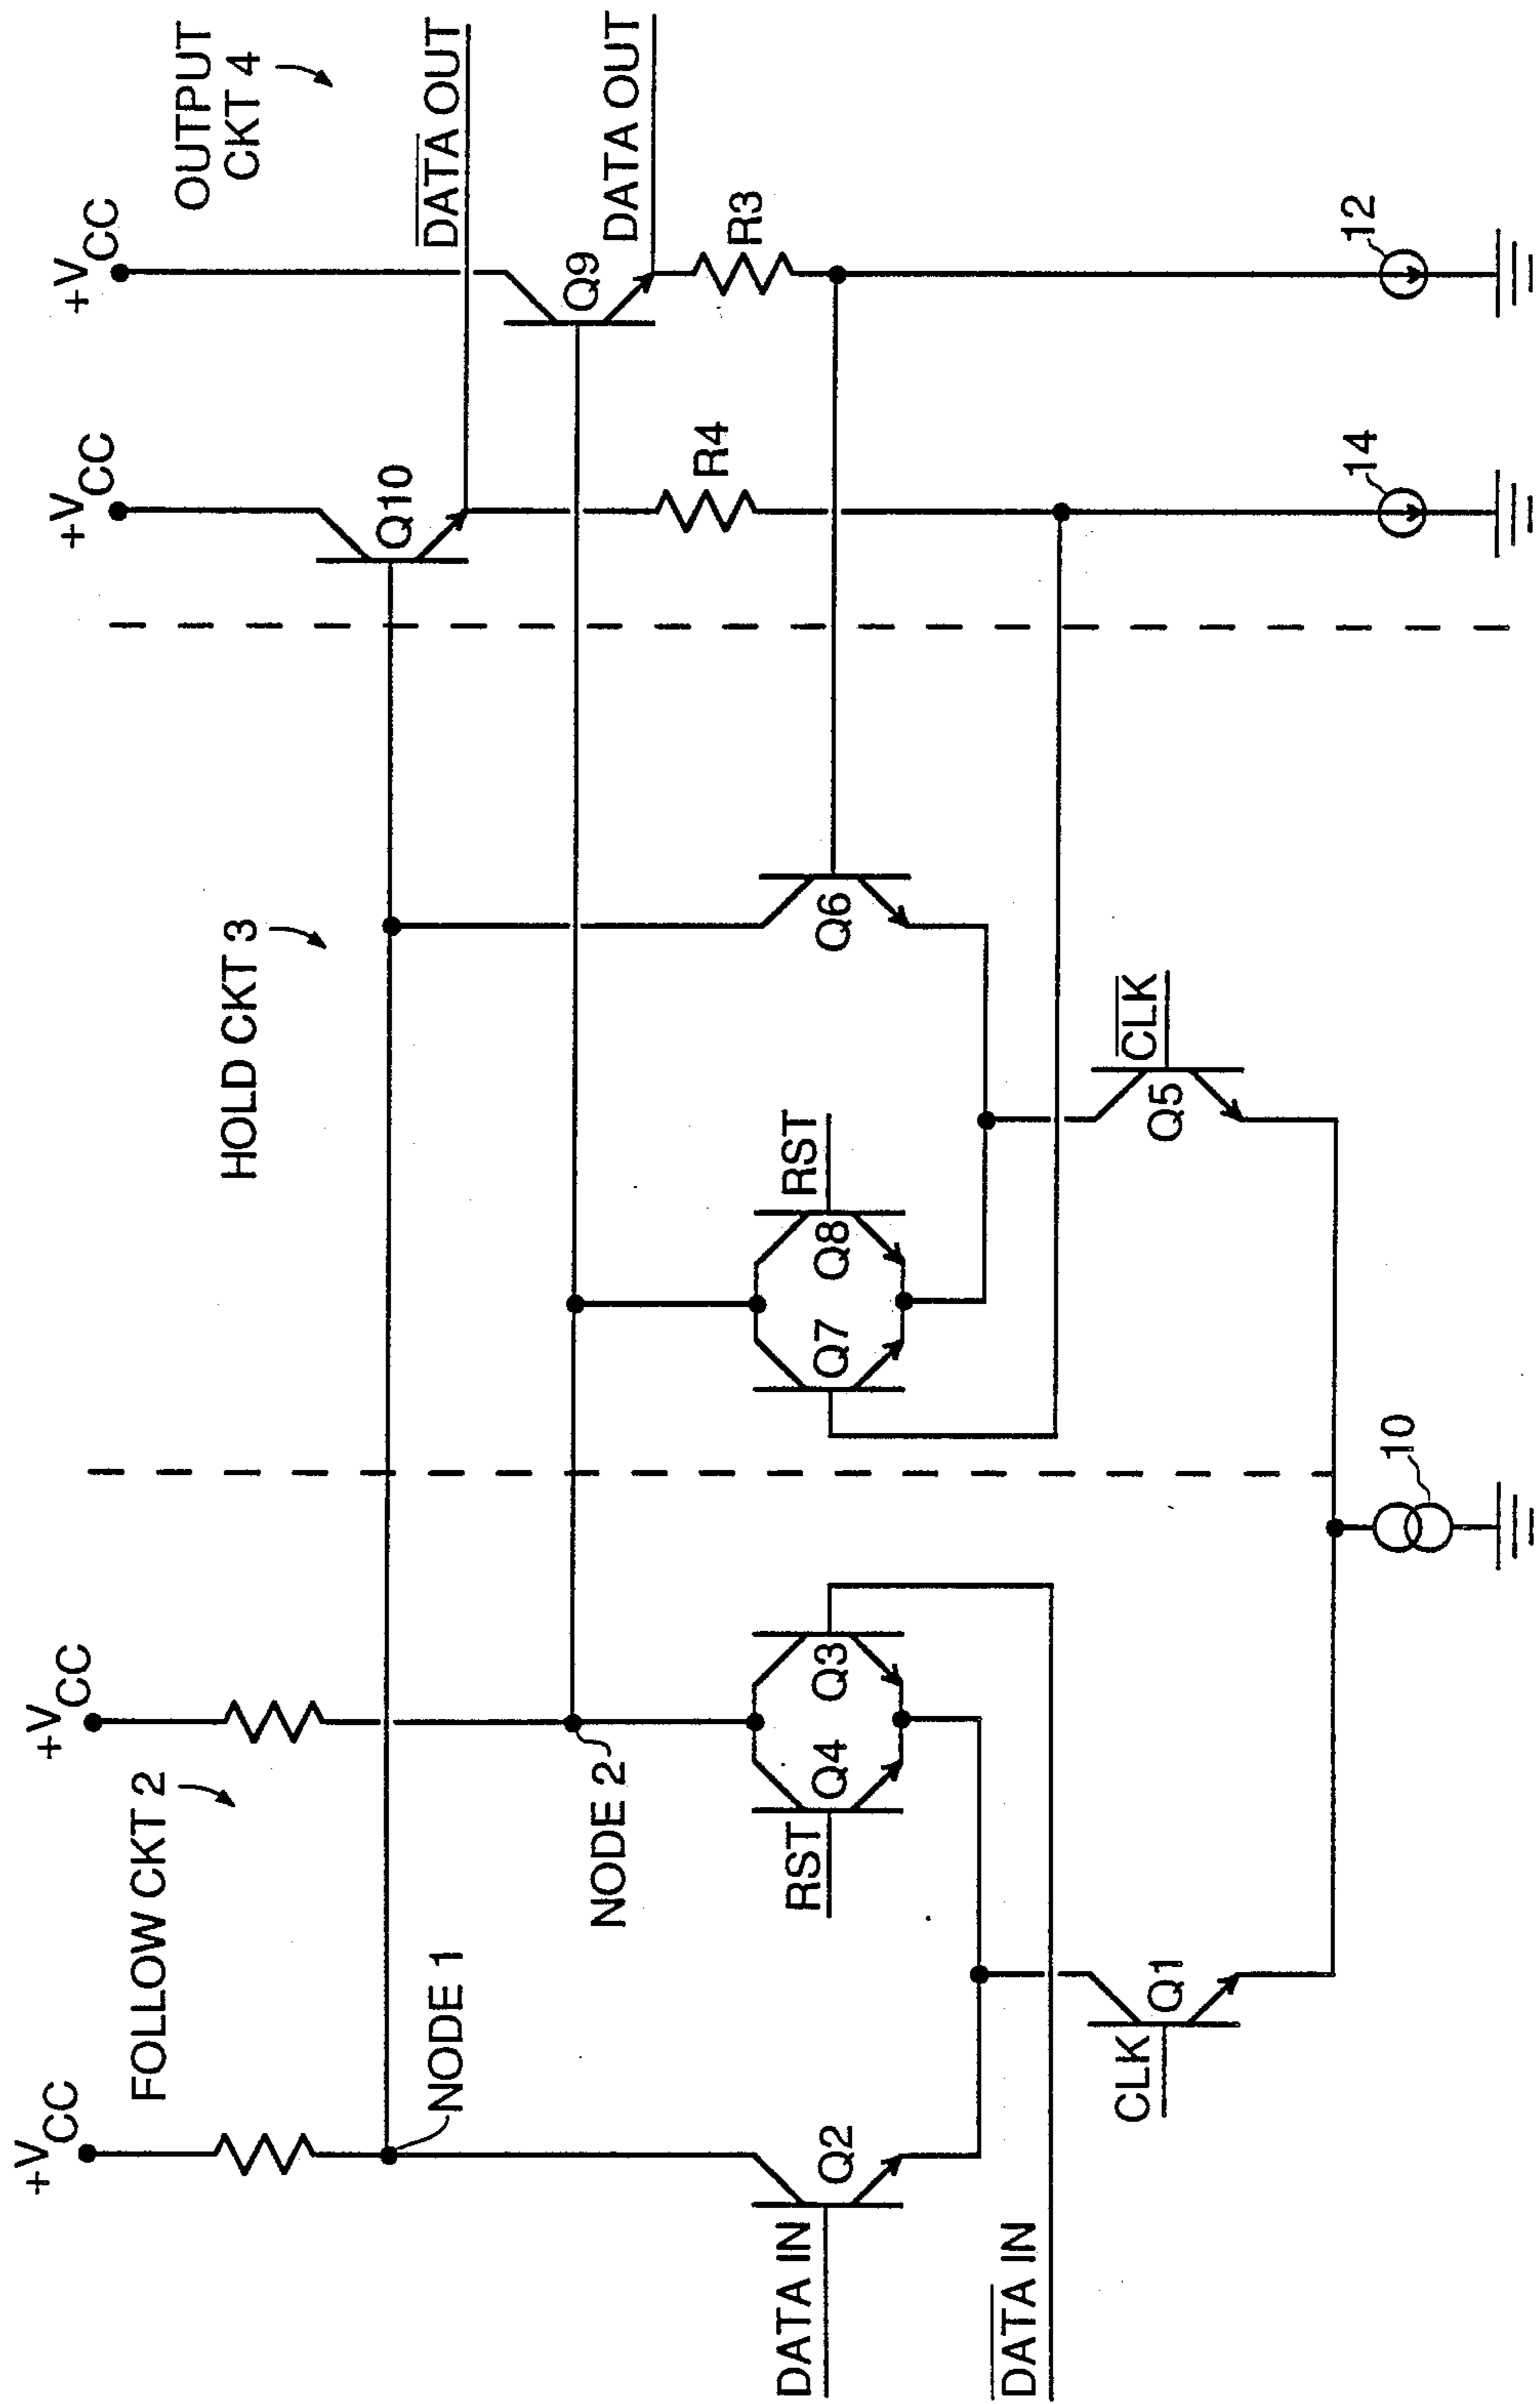 +VCC
+VCC
+VCC
+VCC
OUTPUT
CKT 4
FOLLOW CKT 2
HOLD CKT 3
DATA OUT
Q10
NODE 1
Q9
DATA OUT
NODE 2
R4
R3
DATA IN
Q2
RST
Q4
Q3
Q7
Q8
RST
Q6
DATA IN
CLK
Q1
Q5
CLK
10
14
12